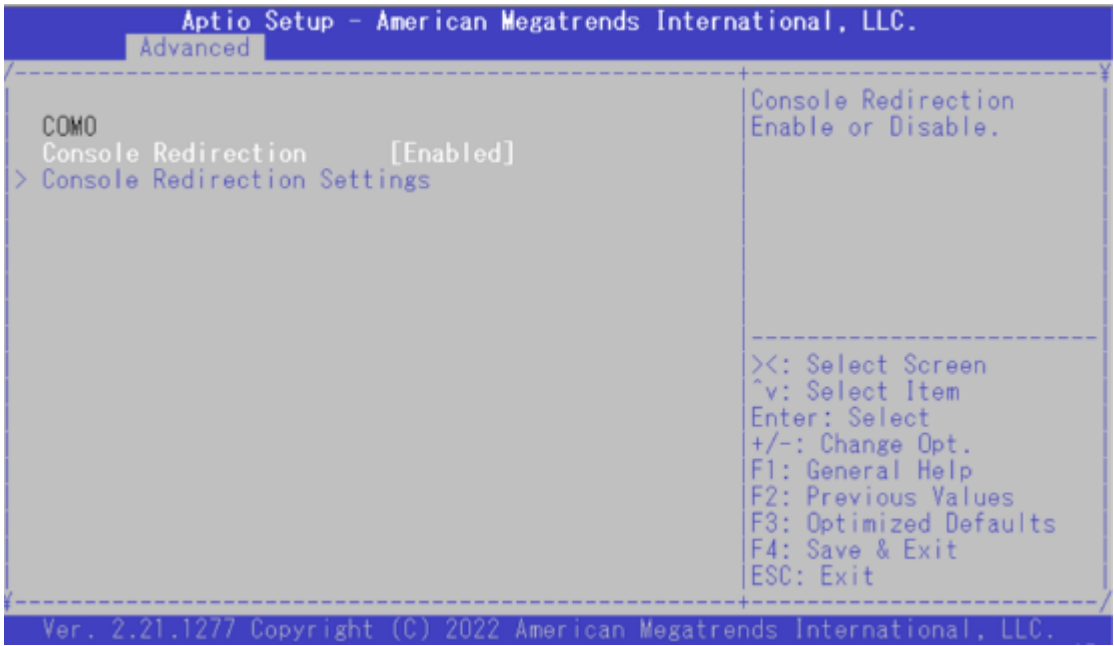 Aptio Setup - American Megatrends International, LLC.
Advanced
COM0
Console Redirection [Enabled]
> Console Redirection Settings
Console Redirection
Enable or Disable.
><: Select Screen
^v: Select Item
Enter: Select
+/-: Change Opt.
F1: General Help
F2: Previous Values
F3: Optimized Defaults
F4: Save & Exit
ESC: Exit
Ver. 2.21.1277 Copyright (C) 2022 American Megatrends International, LLC.